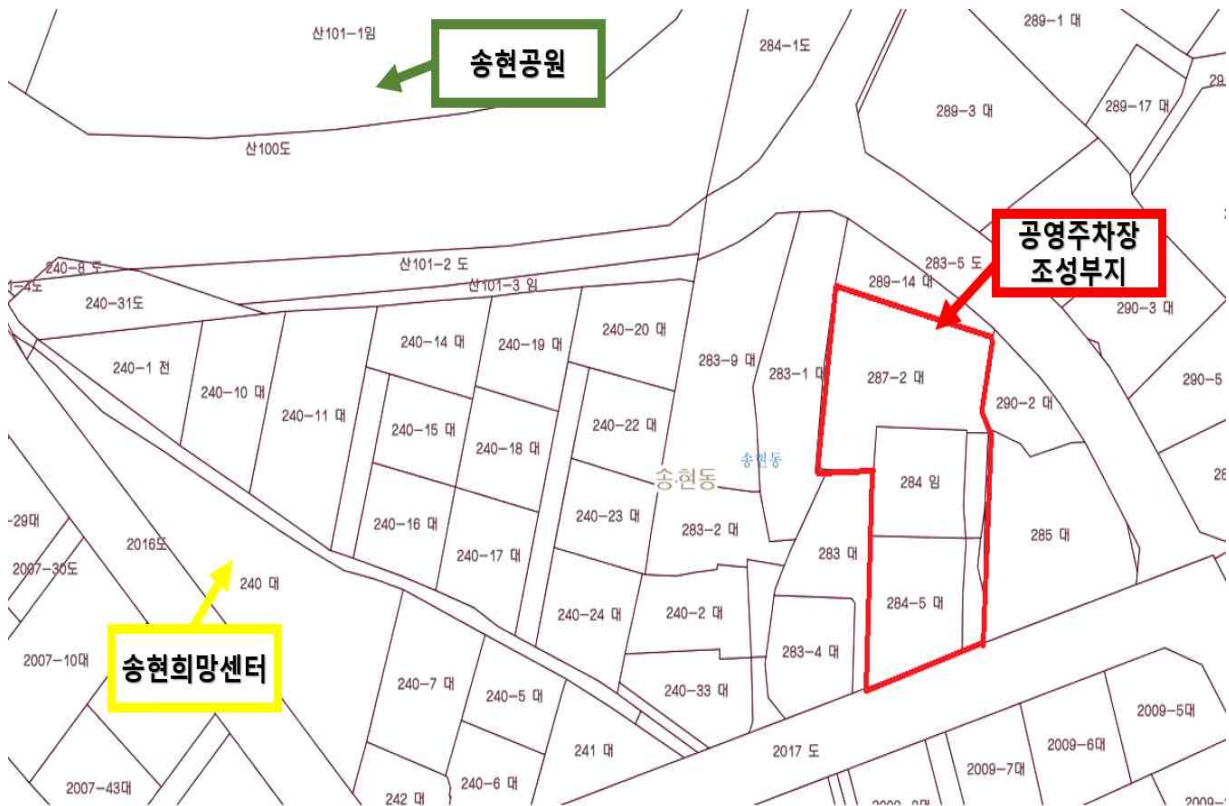 산101-1임
송현공원
284-1도
289-1 대
289-3 대
289-17 대
산100도
공영주차장
조성부지
283-5 도
240-8 도
산101-2 도
산101-3 임
289-14 대
290-3 대
240-31도
240-14 대
240-19 대
240-20 대
240-1 전
240-10 대
240-11 대
283-9 대
283-1 대
287-2 대
290-5
290-2 대
240-15 대
240-18 대
240-22 대
송현동
송현동
284 임
240-16 대
240-17 대
240-23 대
283-2 대
283 대
285 대
-29대
2016도
2007-30도
240 대
240-24 대
240-2 대
284-5 대
283-4 대
2007-10대
송현희망센터
240-7 대
240-5 대
240-33 대
2009-5대
241 대
2017 도
2009-6대
2009-7대
2007-43대
242 대
240-6 대